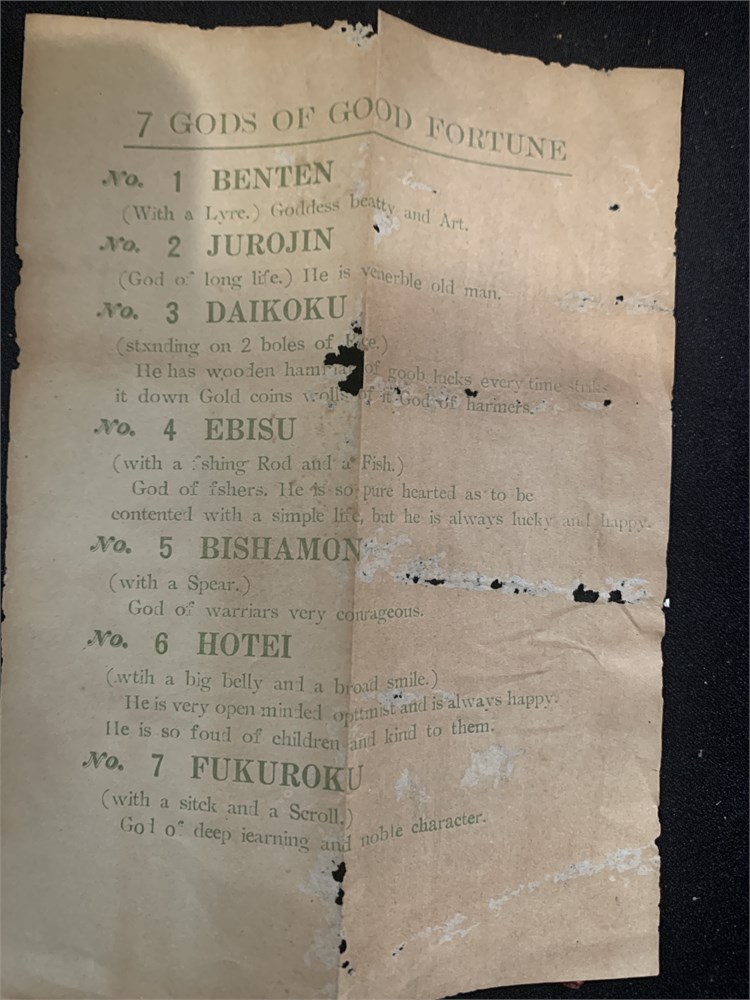 7 GODS OF GOOD FORTUNE
No. 1 BENTEN
(With a Lyre.) Goddess beatty and Art.
No. 2 JUROJIN
(God of long life.) He is venerble old man.
No. 3 DAIKOKU
(stxnding on 2 boles of
He has wooden of goob lucks every time
it down Gold coins of it God of harmers.
No. 4 EBISU
(with a fshing Rod and a Fish.)
God of fshers. He is so pure hearted as to be
contented with a simple life, but he is always lucky and happy.
No. 5 BISHAMON
(with a Spear.)
God of warriars very courageous.
No. 6 HOTEI
(.wtih a big belly and a broad smile.)
He is very open minded optimist and is always happy.
He is so foud of children and kind to them.
No. 7 FUKUROKU
(with a sitck and a Scroll.)
God of deep iearning and noble character.